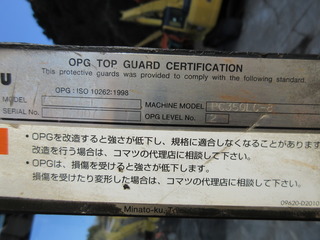 U
OPG TOP GUARD CERTIFICATION
This protective guards was provided to comply with the following standard.
OPG : ISO 10262:1998
MODEL
MACHINE MODEL PC350LC-8
SERIAL No.
OPG LEVEL No. 2
•OPGを改造すると強さが低下し、規格に適合しなくなることがあります
改造を行う場合は、コマツの代理店に相談して下さい。
•OPGは、損傷を受けると強さが低下します。
損傷を受けたり変形した場合は、コマツの代理店に相談して下さい。
09620-D2010
Minato-ku, T